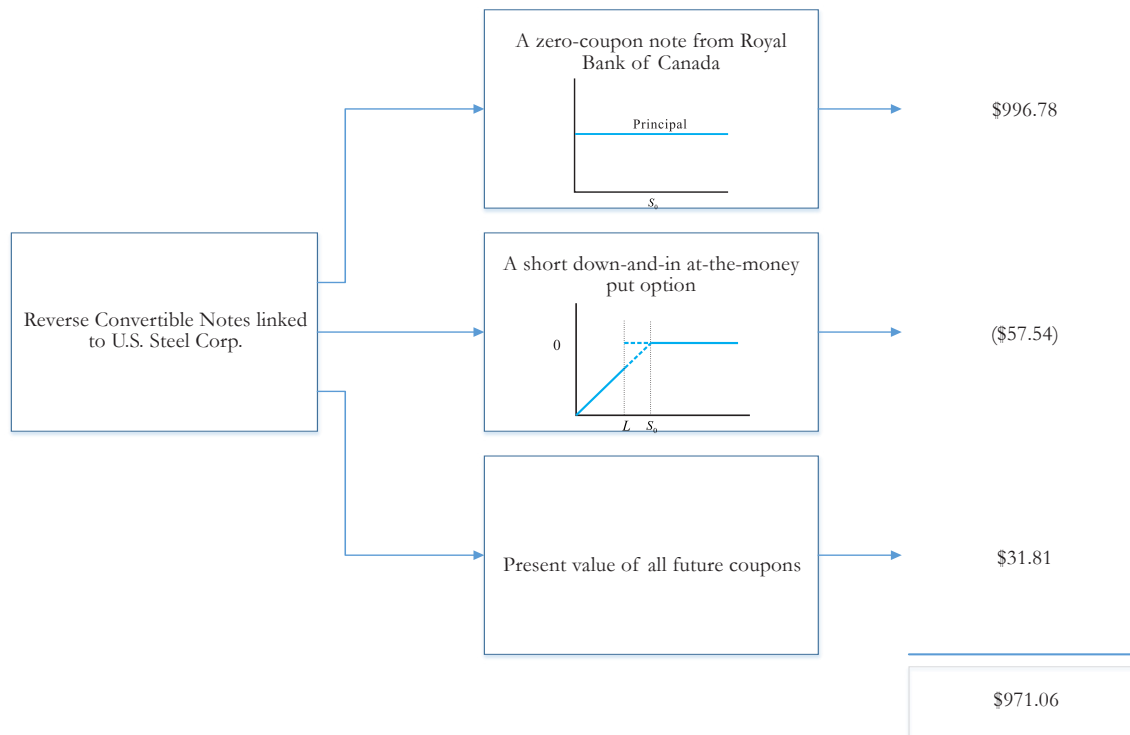 A zero-coupon note from Royal
Bank of Canada
Principal
S₀
$996.78
Reverse Convertible Notes linked
to U.S. Steel Corp.
A short down-and-in at-the-money
put option
0
L S₀
($57.54)
Present value of all future coupons
$31.81
$971.06